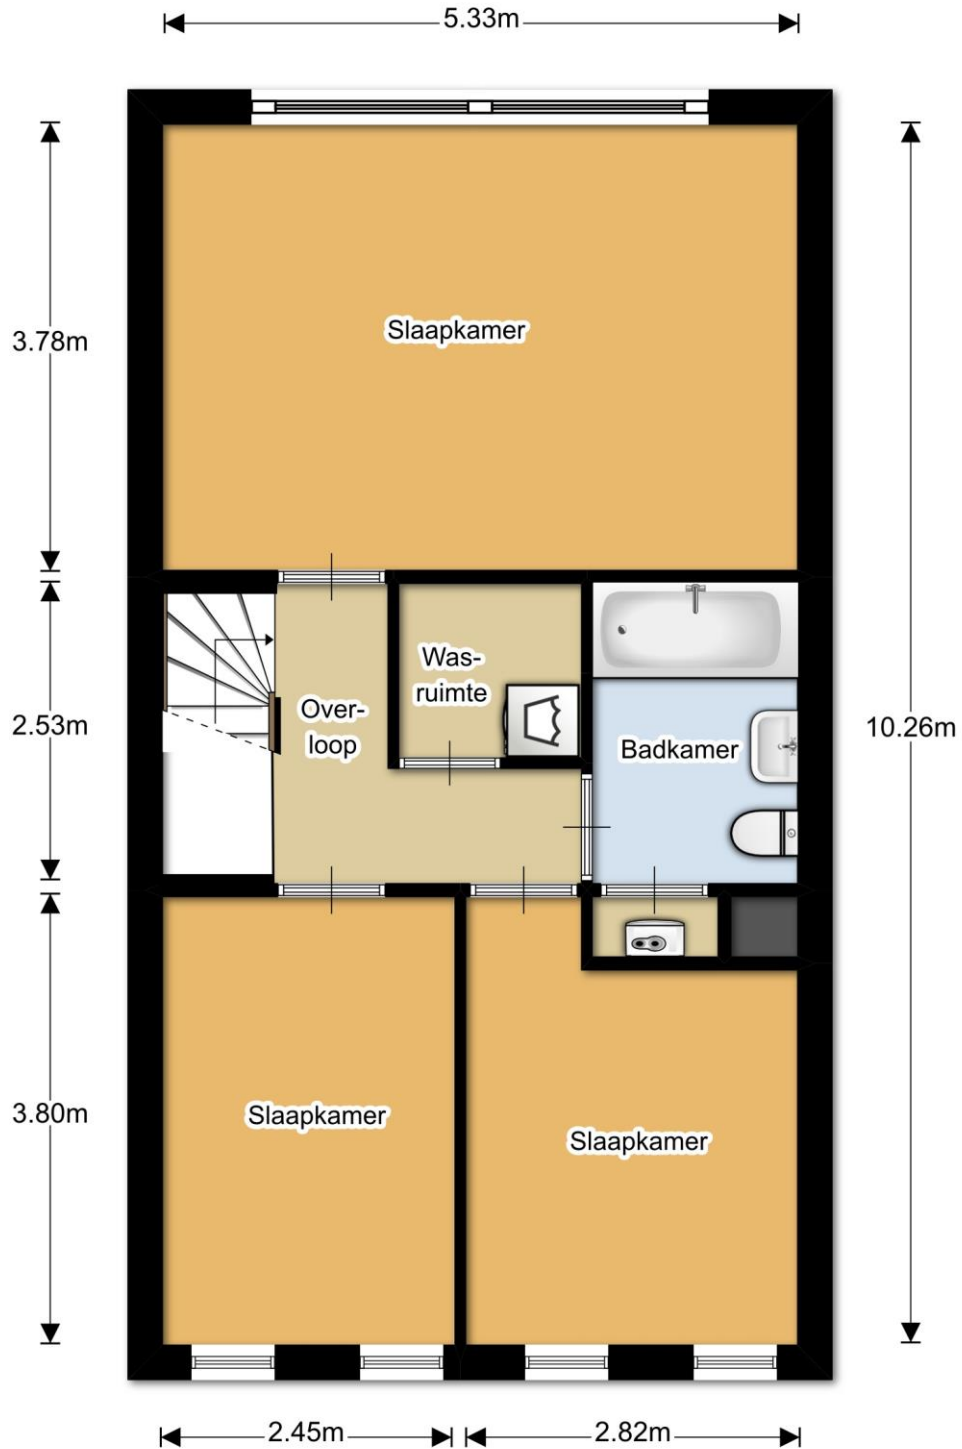 5.33m
3.78m
Slaapkamer
2.53m
Over-
loop
Was-
ruimte
Badkamer
10.26m
3.80m
Slaapkamer
Slaapkamer
2.45m
2.82m